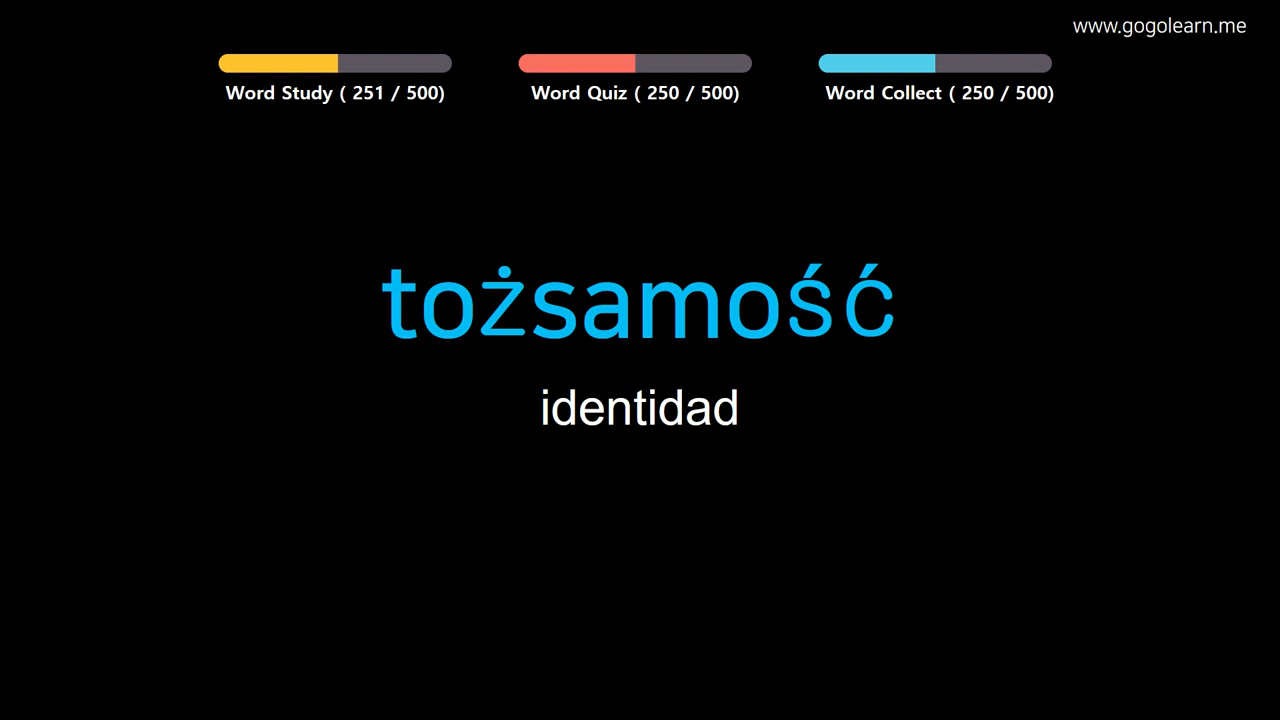 www.gogolearn.me
Word Study ( 251 / 500)
Word Quiz ( 250 / 500)
Word Collect ( 250 / 500)
tożsamość
identidad